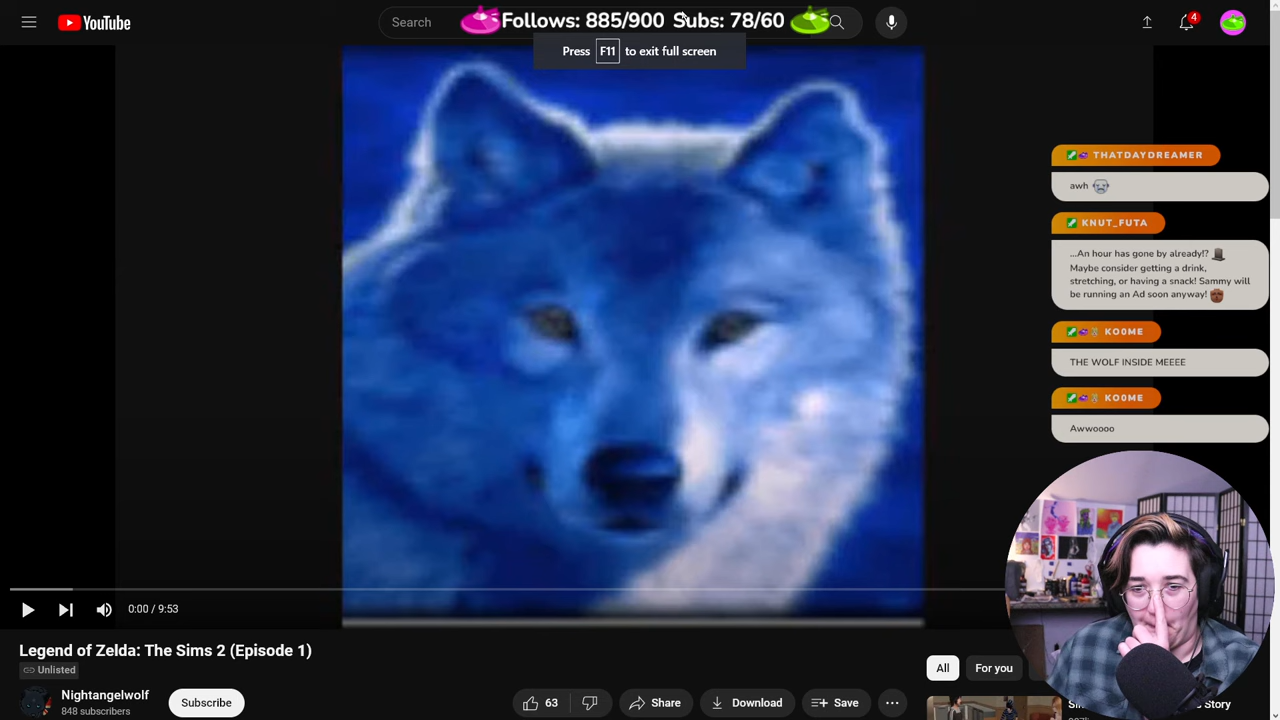 YouTube
Search
Follows: 885/900 Subs: 78/60
4
Press F11 to exit full screen
THATDAYDREAMER
awh
KNUT_FUTA
...An hour has gone by already!?
Maybe consider getting a drink,
stretching, or having a snack! Sammy will
be running an Ad soon anyway!
KO0ME
THE WOLF INSIDE MEEEE
KO0ME
Awwoooo
0:00 / 9:53
Legend of Zelda: The Sims 2 (Episode 1)
Unlisted
Nightangelwolf
848 subscribers
Subscribe
63
Share
Download
Save
All
For you
Story